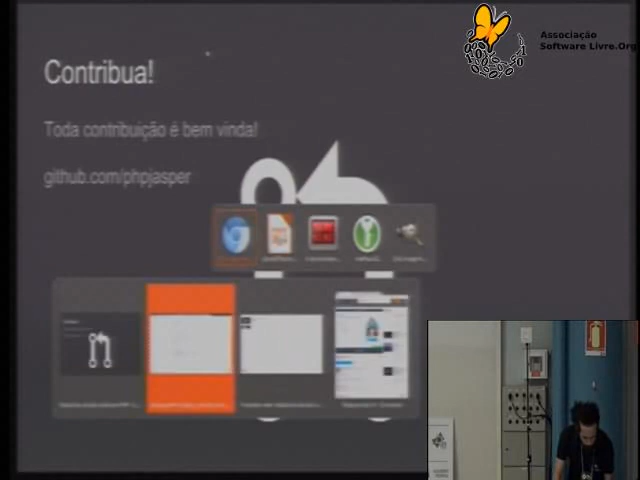 Associação
Software Livre.Org
Contribua!
Toda contribuição é bem vinda!
github.com/phpjasper